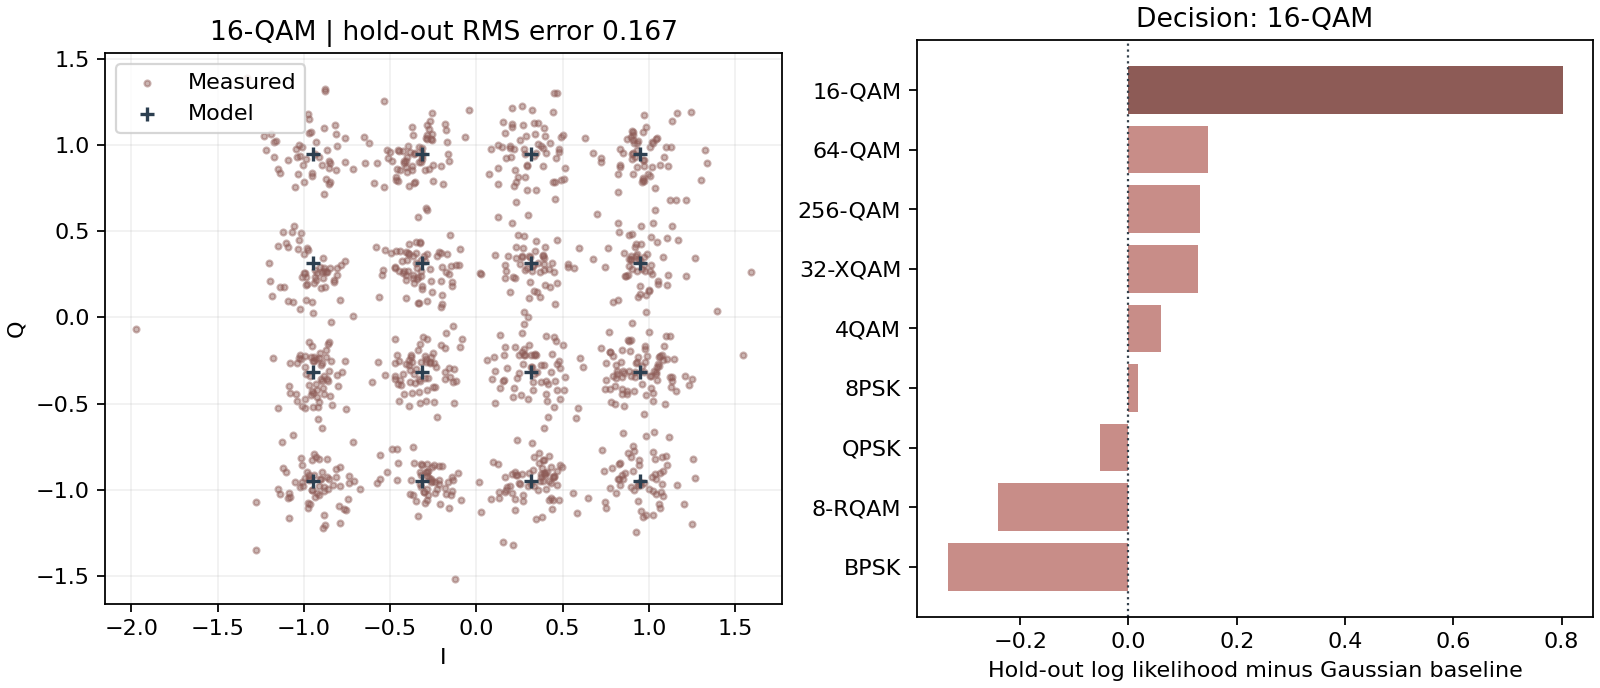 16-QAM | hold-out RMS error 0.167
Measured
Model
1.5
1.0
0.5
0.0
−0.5
−1.0
−1.5
Q
−2.0 −1.5 −1.0 −0.5 0.0 0.5 1.0 1.5
I
Decision: 16-QAM
16-QAM
64-QAM
256-QAM
32-XQAM
4QAM
8PSK
QPSK
8-RQAM
BPSK
−0.2 0.0 0.2 0.4 0.6 0.8
Hold-out log likelihood minus Gaussian baseline